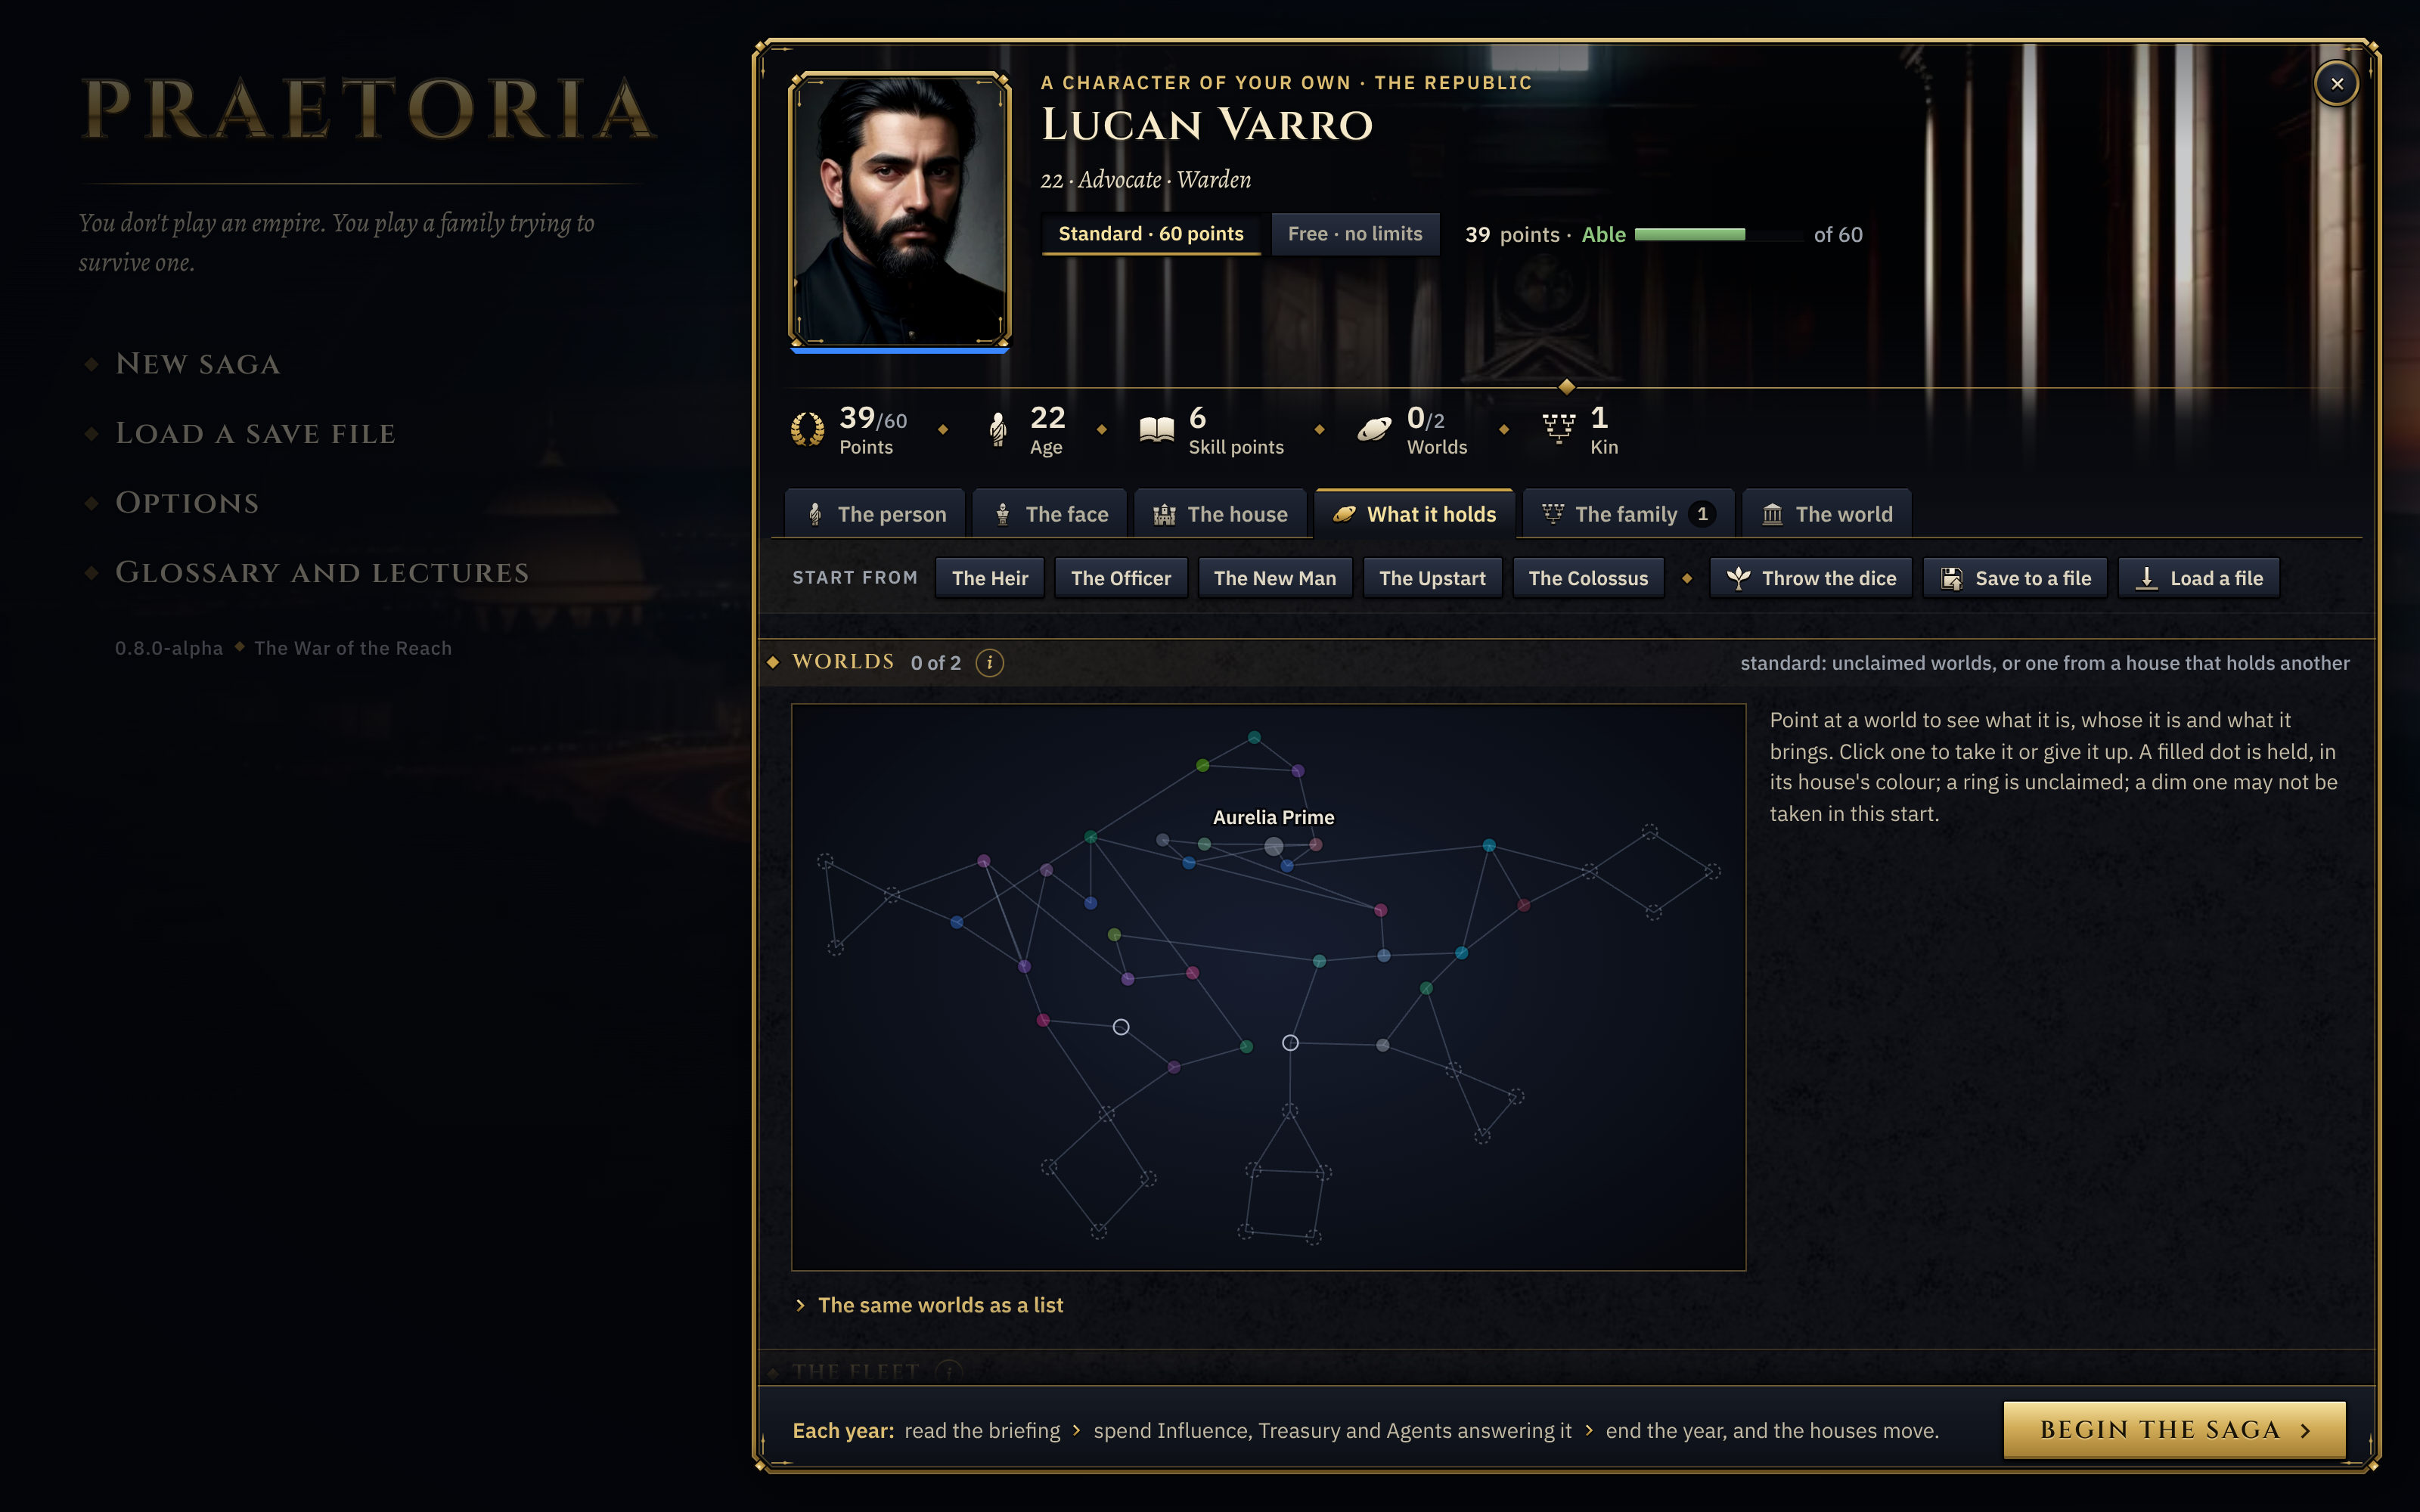 PRAETORIA
You don't play an empire. You play a family trying to
survive one.
NEW SAGA
LOAD A SAVE FILE
OPTIONS
GLOSSARY AND LECTURES
0.8.0-alpha ◆ The War of the Reach
A CHARACTER OF YOUR OWN · THE REPUBLIC
LUCAN VARRO
22 · Advocate · Warden
Standard · 60 points Free · no limits 39 points · Able of 60
39/60 22 6 0/2 1
Points Age Skill points Worlds Kin
The person The face The house What it holds The family 1 The world
START FROM The Heir The Officer The New Man The Upstart The Colossus Throw the dice Save to a file Load a file
WORLDS 0 of 2 i standard: unclaimed worlds, or one from a house that holds another
Point at a world to see what it is, whose it is and what it
brings. Click one to take it or give it up. A filled dot is held, in
its house's colour; a ring is unclaimed; a dim one may not be
taken in this start.
Aurelia Prime
> The same worlds as a list
THE FLEET i
Each year: read the briefing > spend Influence, Treasury and Agents answering it > end the year, and the houses move.
BEGIN THE SAGA >